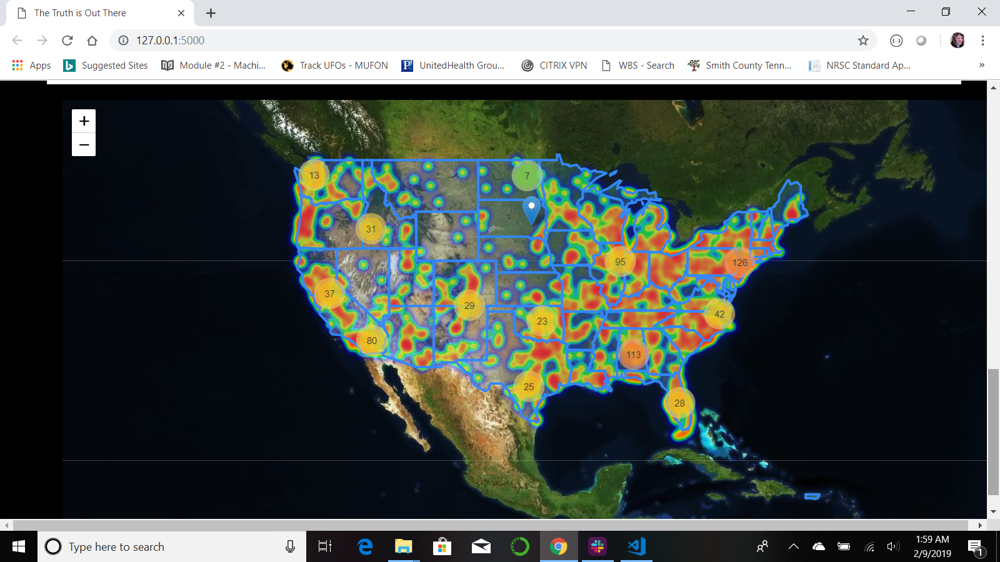 The Truth is Out There
127.0.0.1:5000
Apps
Suggested Sites
Module #2 - Machi...
Track UFOs - MUFON
UnitedHealth Grou...
CITRIX VPN
WBS - Search
Smith County Tenn...
NRSC Standard Ap...
»
+
−
13
7
31
95
126
37
29
42
23
80
113
25
28
Type here to search
1:59 AM
2/9/2019
1